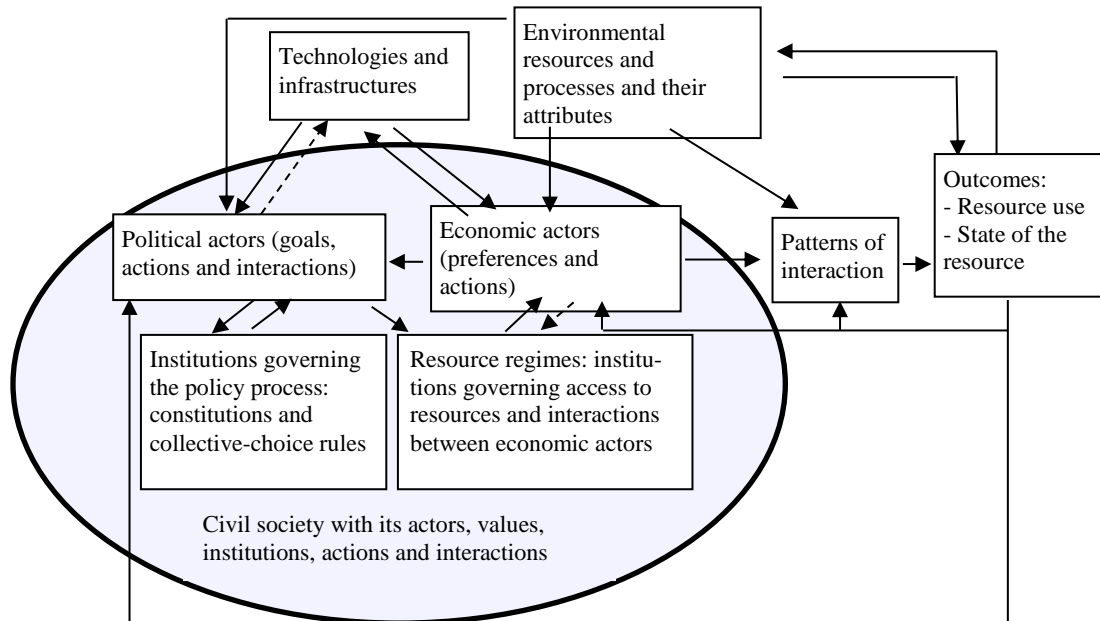 Environmental
resources and
processes and their
attributes
Technologies and
infrastructures
Outcomes:
- Resource use
- State of the
resource
Political actors (goals,
actions and interactions)
Economic actors
(preferences and
actions)
Patterns of
interaction
Institutions governing
the policy process:
constitutions and
collective-choice rules
Resource regimes: institu-
tions governing access to
resources and interactions
between economic actors
Civil society with its actors, values,
institutions, actions and interactions